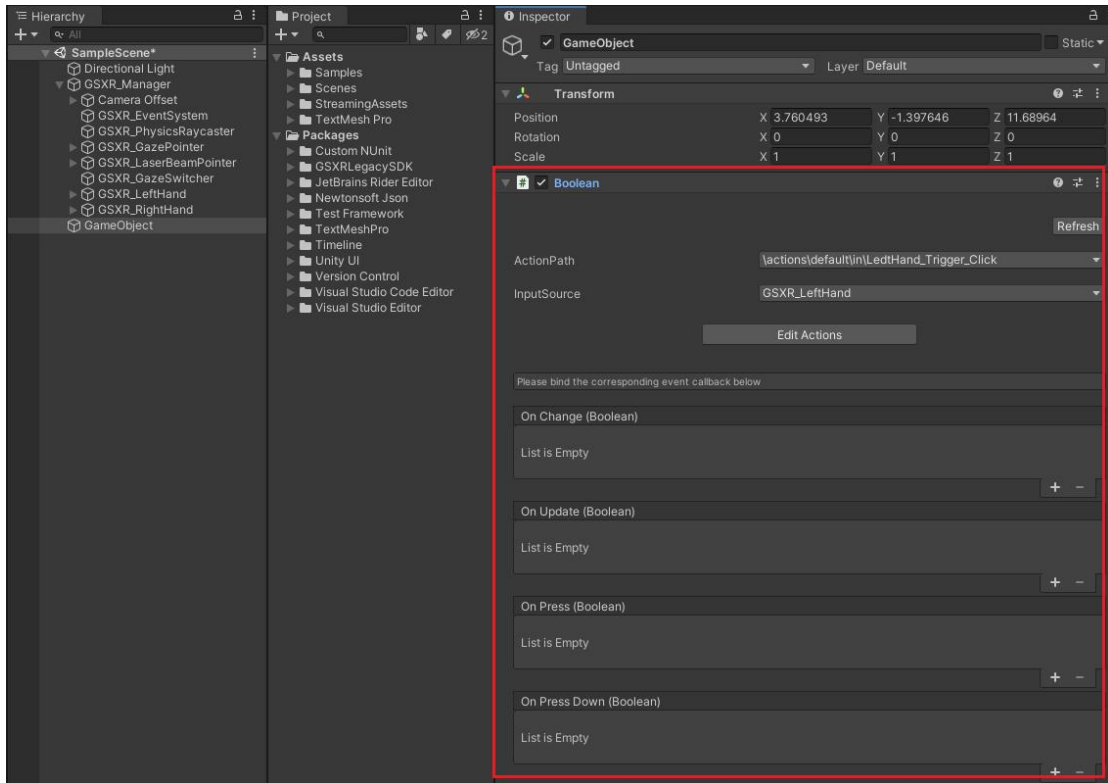 Hierarchy
All
SampleScene*
Directional Light
GSXR_Manager
Camera Offset
GSXR_EventSystem
GSXR_PhysicsRaycaster
GSXR_GazePointer
GSXR_LaserBeamPointer
GSXR_GazeSwitcher
GSXR_LeftHand
GSXR_RightHand
GameObject
Project
2
Assets
Samples
Scenes
StreamingAssets
TextMesh Pro
Packages
Custom NUnit
GSXRLegacySDK
JetBrains Rider Editor
Newtonsoft Json
Test Framework
TextMeshPro
Timeline
Unity UI
Version Control
Visual Studio Code Editor
Visual Studio Editor
Inspector
GameObject Static
Tag Untagged Layer Default
Transform
Position X 3.760493 Y -1.397646 Z 11.68964
Rotation X 0 Y 0 Z 0
Scale X 1 Y 1 Z 1
# Boolean
Refresh
ActionPath \actions\default\in\LedtHand_Trigger_Click
InputSource GSXR_LeftHand
Edit Actions
Please bind the corresponding event callback below
On Change (Boolean)
List is Empty
+ −
On Update (Boolean)
List is Empty
+ −
On Press (Boolean)
List is Empty
+ −
On Press Down (Boolean)
List is Empty
+ −